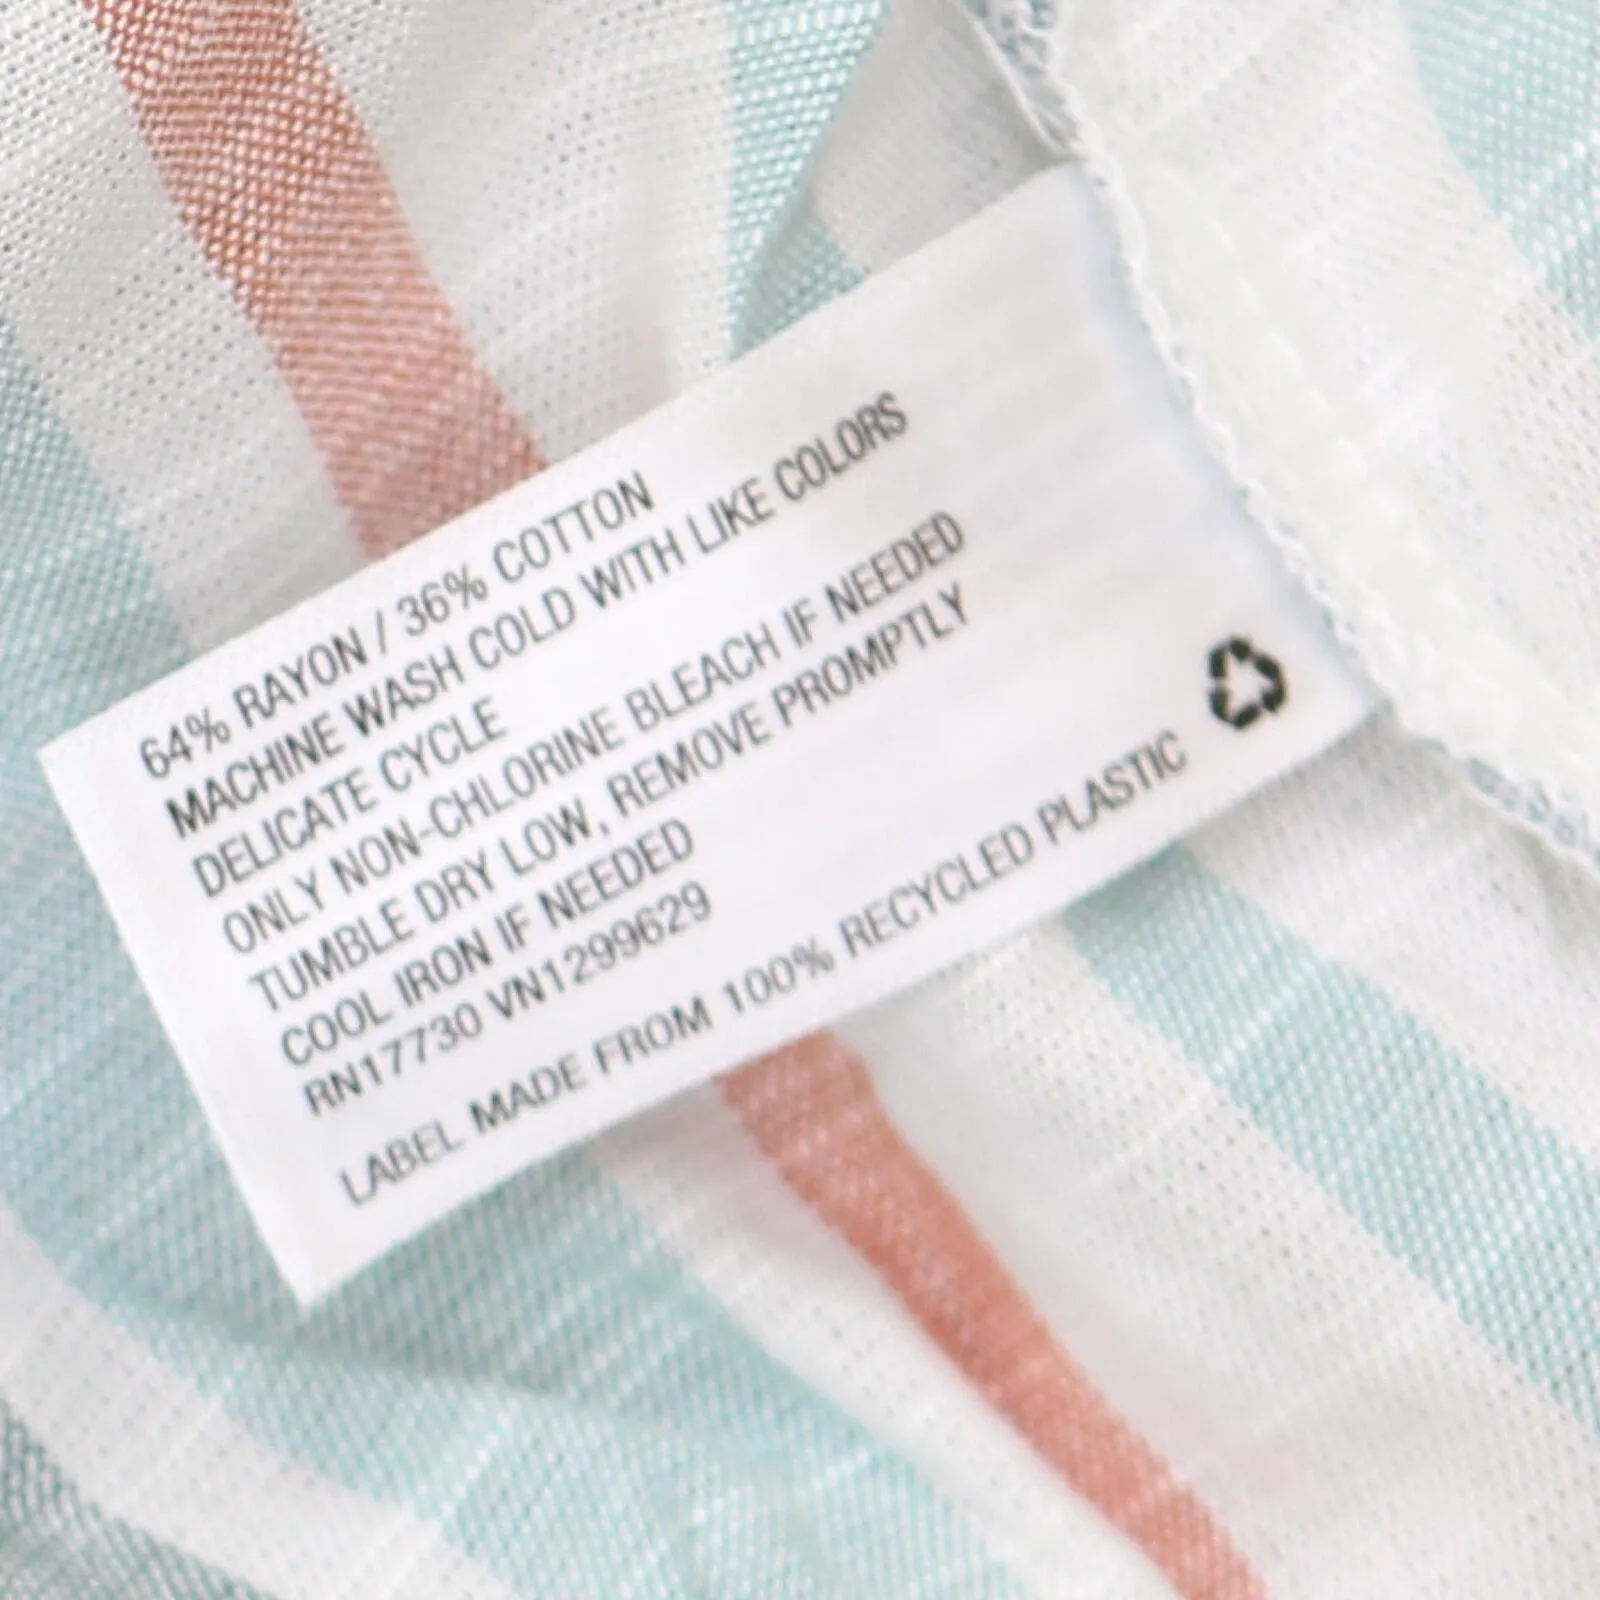 64% RAYON / 36% COTTON
MACHINE WASH COLD WITH LIKE COLORS
DELICATE CYCLE
ONLY NON-CHLORINE BLEACH IF NEEDED
TUMBLE DRY LOW, REMOVE PROMPTLY
COOL IRON IF NEEDED
RN17730 VN1299629
LABEL MADE FROM 100% RECYCLED PLASTIC